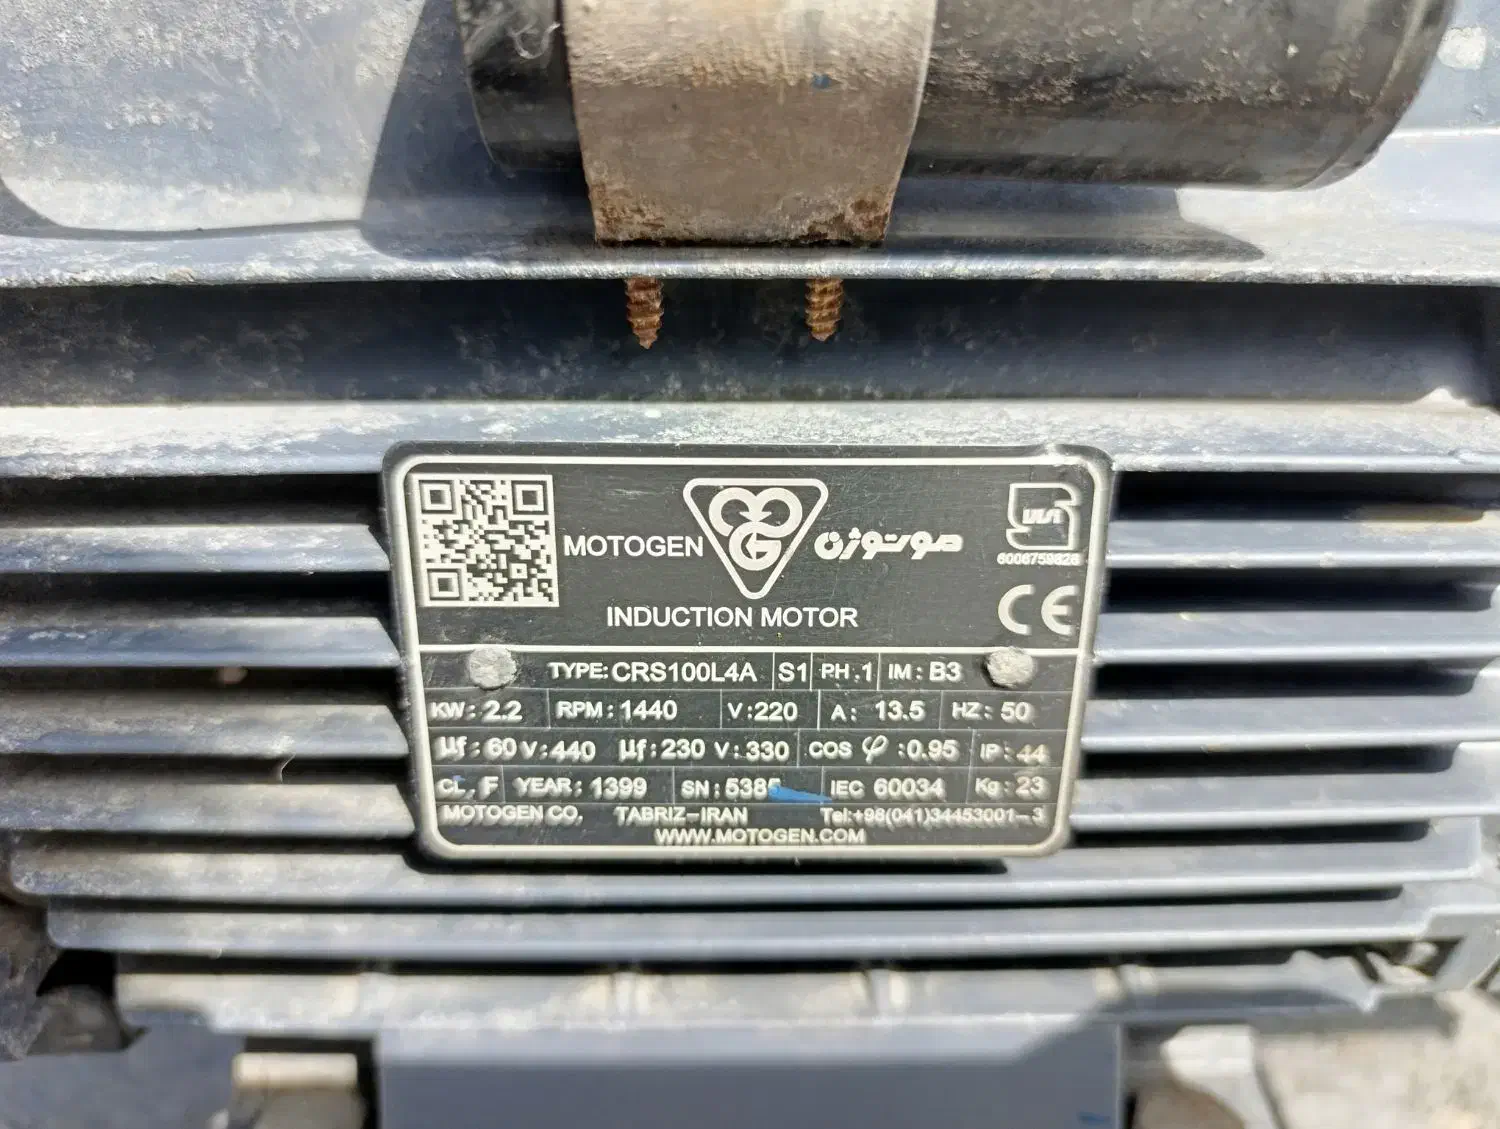 MOTOGEN موتوژن
6006759828
CE
INDUCTION MOTOR
TYPE: CRS100L4A S1 PH.1 IM: B3
KW: 2.2 RPM: 1440 V: 220 A: 13.5 HZ: 50
µf: 60 V: 440 µf: 230 V: 330 COS φ: 0.95 IP: 44
CL. F YEAR: 1399 SN: 5385 IEC 60034 Kg: 23
MOTOGEN CO. TABRIZ-IRAN Tel:+98(041)34453001-3
WWW.MOTOGEN.COM